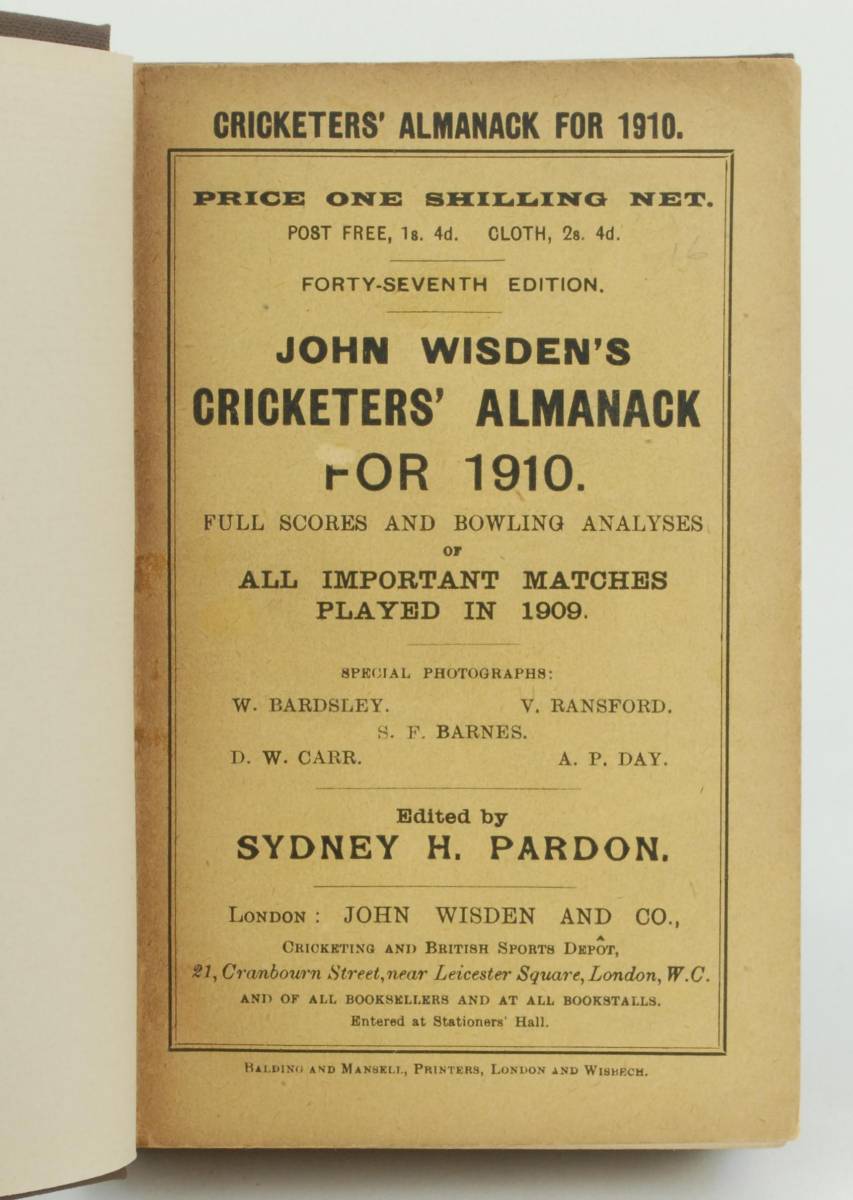 CRICKETERS' ALMANACK FOR 1910.
PRICE ONE SHILLING NET.
POST FREE, 1s. 4d. CLOTH, 2s. 4d.
16
FORTY-SEVENTH EDITION.
JOHN WISDEN'S
CRICKETERS' ALMANACK
FOR 1910.
FULL SCORES AND BOWLING ANALYSES
OF
ALL IMPORTANT MATCHES
PLAYED IN 1909.
SPECIAL PHOTOGRAPHS:
W. BARDSLEY. V. RANSFORD.
S. F. BARNES.
D. W. CARR. A. P. DAY.
Edited by
SYDNEY H. PARDON.
LONDON: JOHN WISDEN AND CO.,
CRICKETING AND BRITISH SPORTS DEPÔT,
21, Cranbourn Street, near Leicester Square, London, W.C.
AND OF ALL BOOKSELLERS AND AT ALL BOOKSTALLS.
Entered at Stationers' Hall.
BALDING AND MANSELL, PRINTERS, LONDON AND WISBECH.